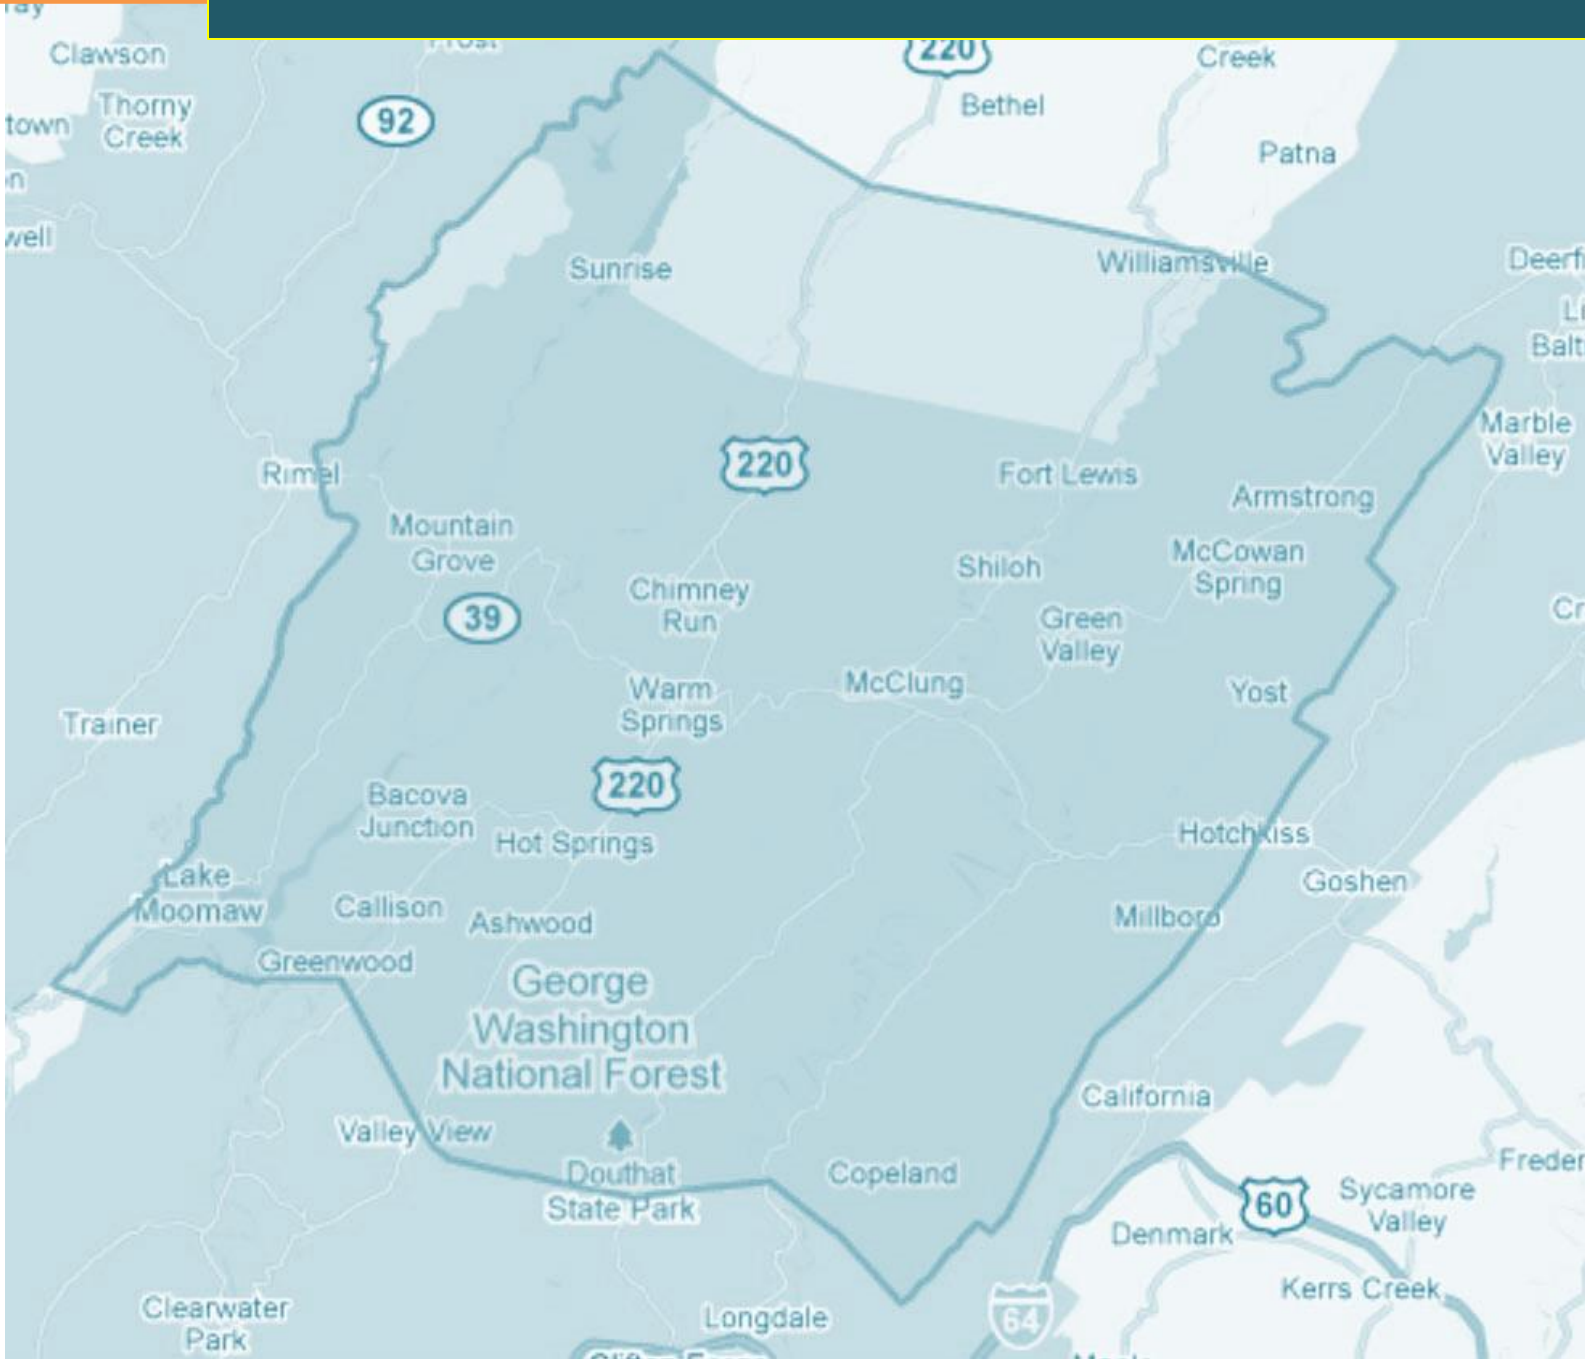 Clawson
220
Creek
Thorny
Creek
92
Bethel
town
Patna
Sunrise
Williamsville
Marble
Valley
Rimel
220
Fort Lewis
Armstrong
Mountain
Grove
McCowan
Spring
Shiloh
Chimney
Run
39
Green
Valley
Warm
Springs
McClung
Yost
Trainer
220
Bacova
Junction
Hot Springs
Hotchkiss
Lake
Moomaw
Goshen
Callison
Ashwood
Millboro
Greenwood
George
Washington
National Forest
California
Valley View
Douthat
State Park
Copeland
60
Sycamore
Valley
Denmark
Kerrs Creek
Clearwater
Park
Longdale
64